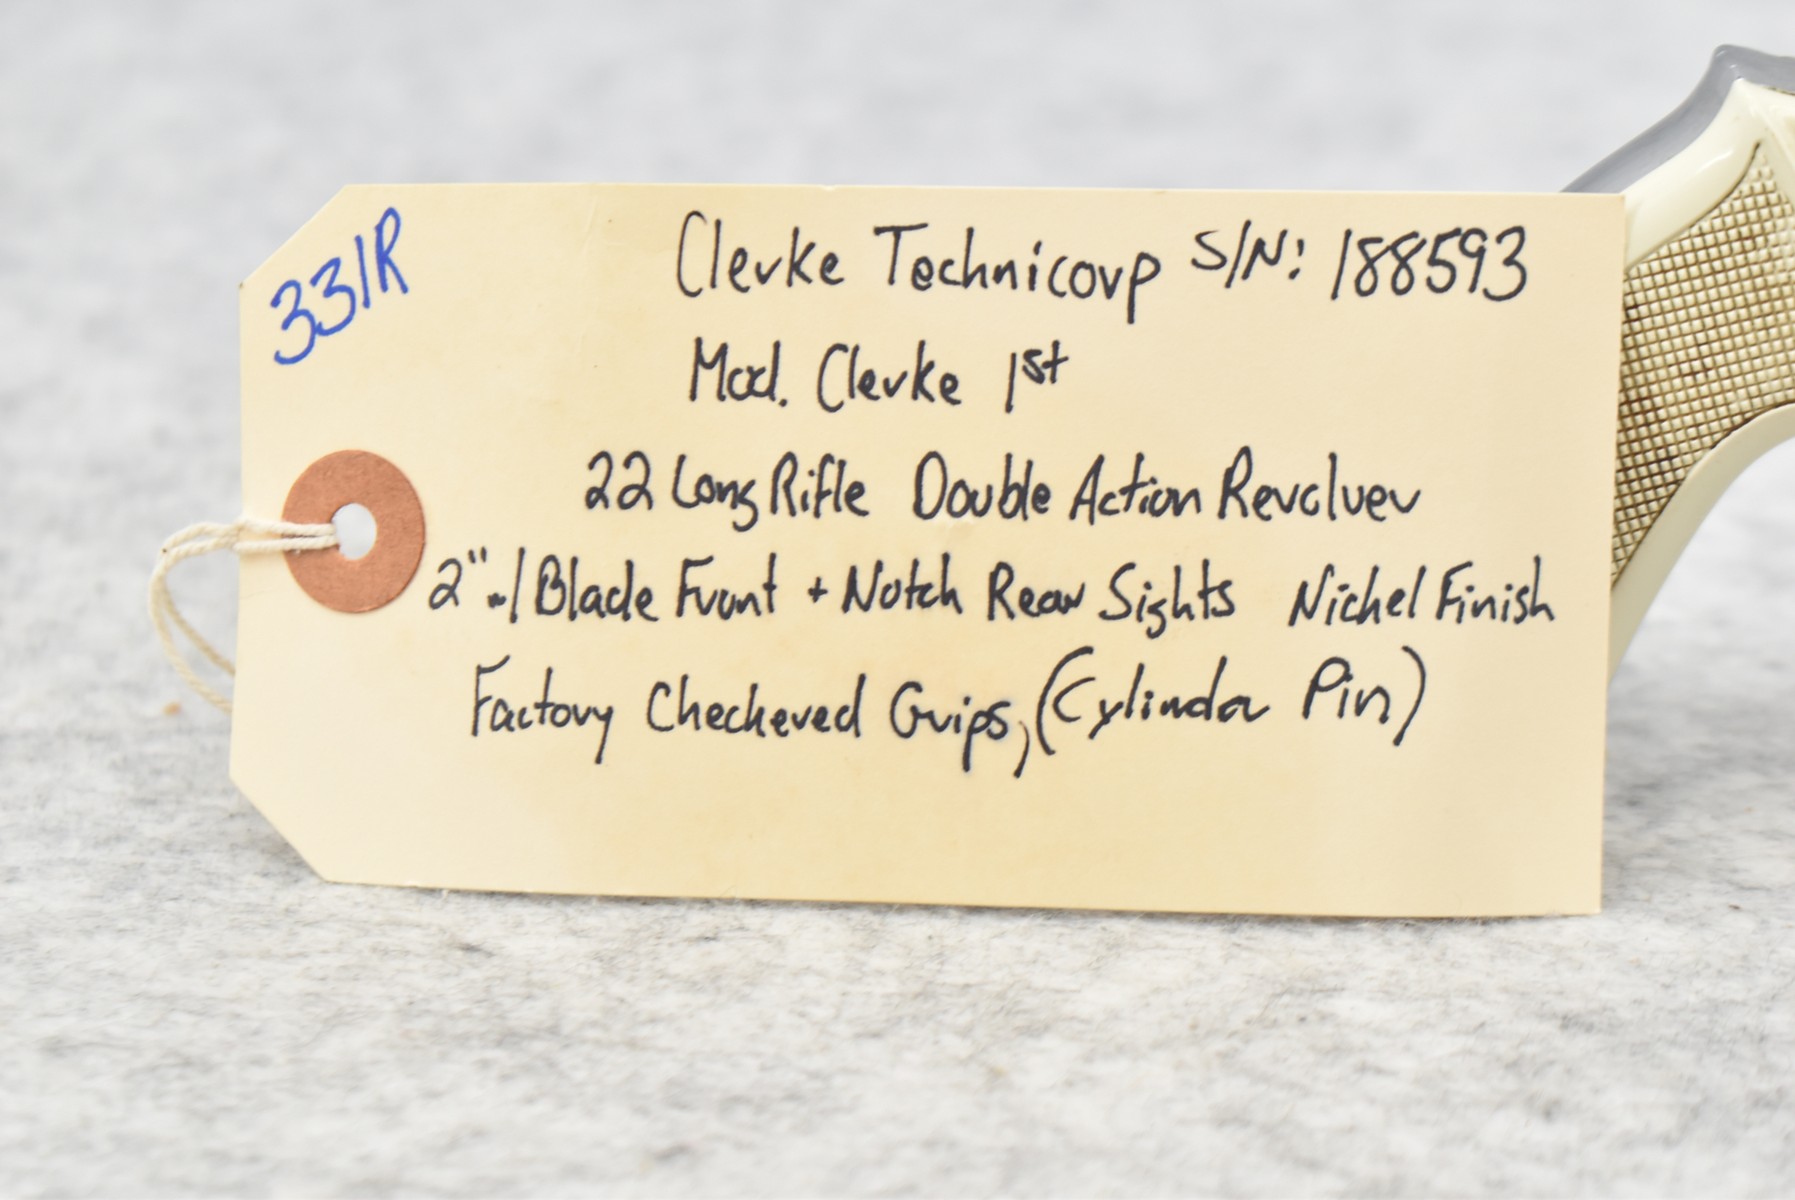 331R
Clerke Technicorp S/N: 188593
Mod. Clerke 1st
22 Long Rifle Double Action Revolver
2" w/ Blade Front + Notch Rear Sights Nickel Finish
Factory Checkered Grips, (Cylinder Pin)